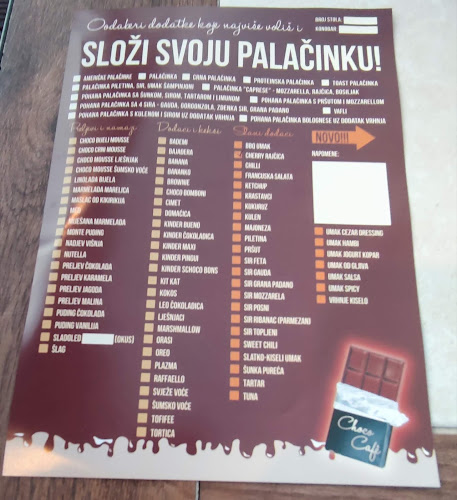 Odaberi dodatke koje najviše voliš i
BROJ STOLA:
KONOBAR
SLOŽI SVOJU PALAČINKU!
AMERIČKE PALAČINKE PALAČINKA CRNA PALAČINKA PROTEINSKA PALAČINKA TOAST PALAČINKA
PALAČINKA PILETINA, SIR, UMAK ŠAMPINJONI PALAČINKA "CAPRESE" - MOZZARELLA, RAJČICA, BOSILJAK
POHANA PALAČINKA SA ŠUNKOM, SIROM, TARTAROM I LIMUNOM POHANA PALAČINKA S PRŠUTOM I MOZZARELLOM
POHANA PALAČINKA SA 4 SIRA - GAUDA, GORGONZOLA, ZDENKA SIR, GRANA PADANO VAFLI
POHANA PALAČINKA S KULENOM I SIROM UZ DODATAK VRHNJA POHANA PALAČINKA BOLOGNESE UZ DODATAK VRHNJA
Preljevi i namazi
CHOCO BIJELI MOUSSE
CHOCO CRNI MOUSSE
CHOCO MOUSSE LJEŠNJAK
CHOCO MOUSSE ŠUMSKO VOĆE
LINOLADA BIJELA
MARMELADA MARELICA
MASLAC OD KIKIRIKIJA
MED
MIJEŠANA MARMELADA
MONTE PUDING
NADJEV VIŠNJA
NUTELLA
PRELJEV ČOKOLADA
PRELJEV KARAMELA
PRELJEV JAGODA
PRELJEV MALINA
PUDING ČOKOLADA
PUDING VANILIJA
SLADOLED (OKUS)
ŠLAG
Dodaci i keksi
BADEMI
BAJADERA
BANANA
BANANKO
BROWNIE
CHOCO BOMBONI
CIMET
DOMAĆICA
KINDER BUENO
KINDER ČOKOLADICA
KINDER MAXI
KINDER PINGUI
KINDER SCHOCO BONS
KIT KAT
KOKOS
LEO ČOKOLADICA
LJEŠNJACI
MARSHMALLOW
ORASI
OREO
PLAZMA
RAFFAELLO
SVJEŽE VOĆE
ŠUMSKO VOĆE
TOFIFEE
TORTICA
Slani dodaci
BBQ UMAK
CHERRY RAJČICA
CHILLI
FRANCUSKA SALATA
KETCHUP
KRASTAVCI
KUKURUZ
KULEN
MAJONEZA
PILETINA
PRŠUT
SIR FETA
SIR GAUDA
SIR GRANA PADANO
SIR MOZZARELA
SIR POSNI
SIR RIBANAC (PARMEZAN)
SIR TOPLJENI
SWEET CHILI
SLATKO-KISELI UMAK
ŠUNKA PUREĆA
TARTAR
TUNA
NOVO!!!
NAPOMENE:
UMAK CEZAR DRESSING
UMAK HAMBI
UMAK JOGURT KOPAR
UMAK OD GLJIVA
UMAK SALSA
UMAK SPICY
VRHNJE KISELO
Choco
Caffe